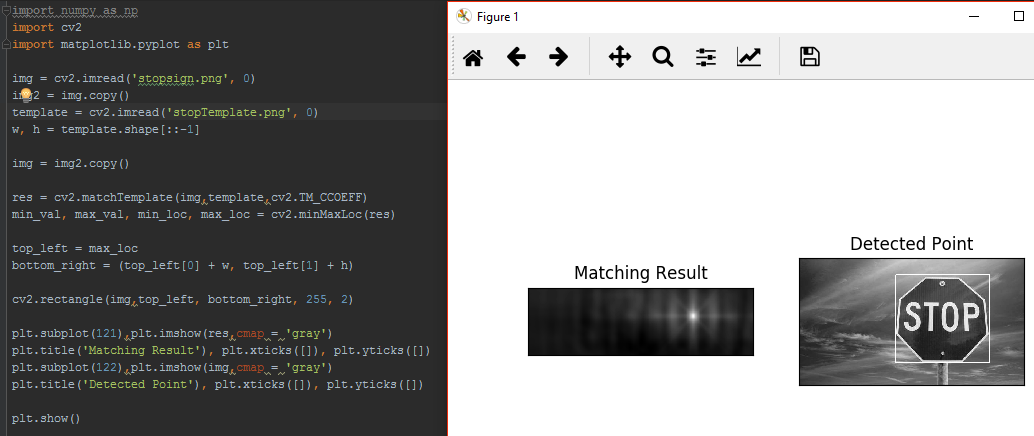 import numpy as np
import cv2
import matplotlib.pyplot as plt
img = cv2.imread('stopsign.png', 0)
img2 = img.copy()
template = cv2.imread('stopTemplate.png', 0)
w, h = template.shape[::-1]
img = img2.copy()
res = cv2.matchTemplate(img,template,cv2.TM_CCOEFF)
min_val, max_val, min_loc, max_loc = cv2.minMaxLoc(res)
top_left = max_loc
bottom_right = (top_left[0] + w, top_left[1] + h)
cv2.rectangle(img,top_left, bottom_right, 255, 2)
plt.subplot(121),plt.imshow(res,cmap = 'gray')
plt.title('Matching Result'), plt.xticks([]), plt.yticks([])
plt.subplot(122),plt.imshow(img,cmap = 'gray')
plt.title('Detected Point'), plt.xticks([]), plt.yticks([])
plt.show()
Figure 1
Matching Result
Detected Point
STOP